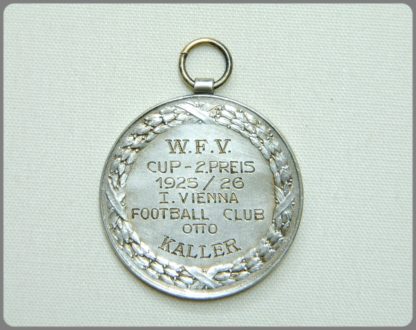 W.F.V.
CUP-2.PREIS
1925/26
I.VIENNA
FOOTBALL CLUB
OTTO
KALLER